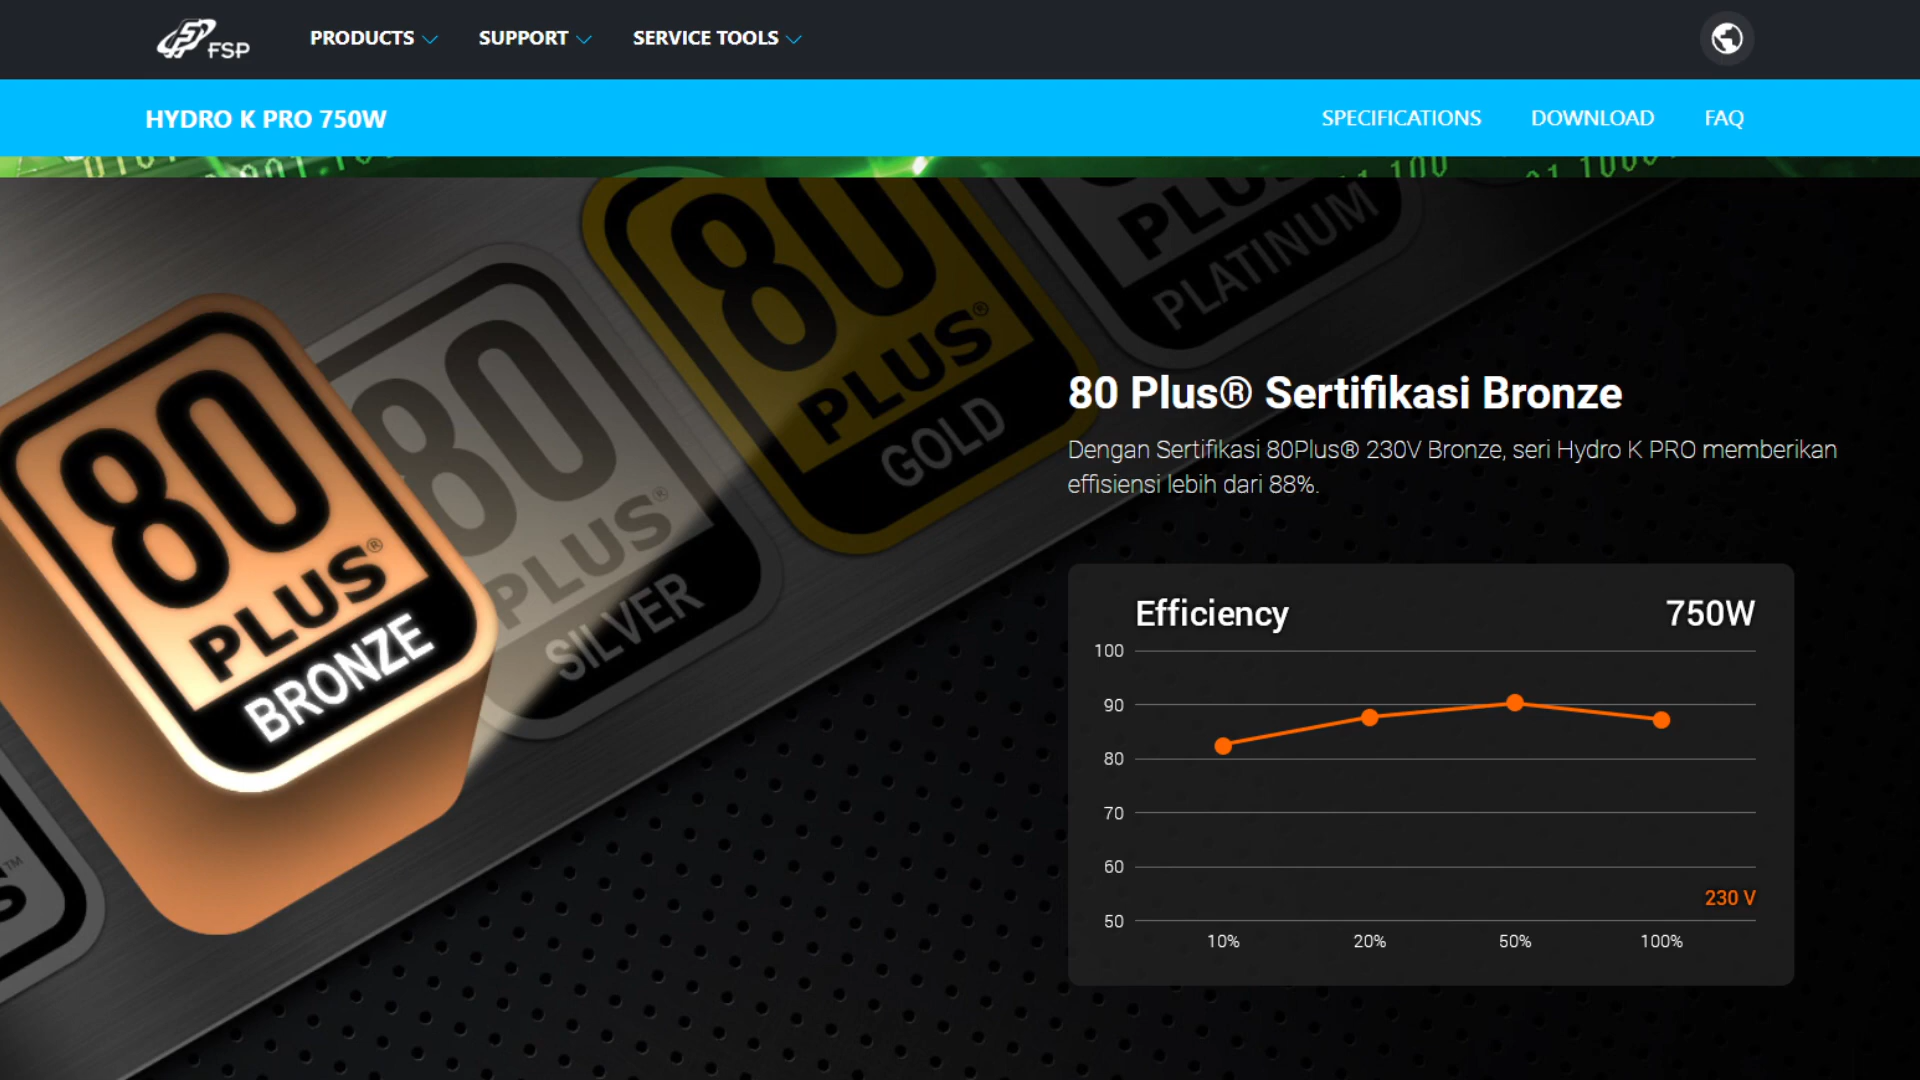 FSP
PRODUCTS
SUPPORT
SERVICE TOOLS
HYDRO K PRO 750W
SPECIFICATIONS
DOWNLOAD
FAQ
80
PLUS®
BRONZE
80
PLUS®
SILVER
80
PLUS®
GOLD
PLUS
PLATINUM
80 Plus® Sertifikasi Bronze
Dengan Sertifikasi 80Plus® 230V Bronze, seri Hydro K PRO memberikan
effisiensi lebih dari 88%.
Efficiency
750W
100
90
80
70
60
50
230 V
10%
20%
50%
100%